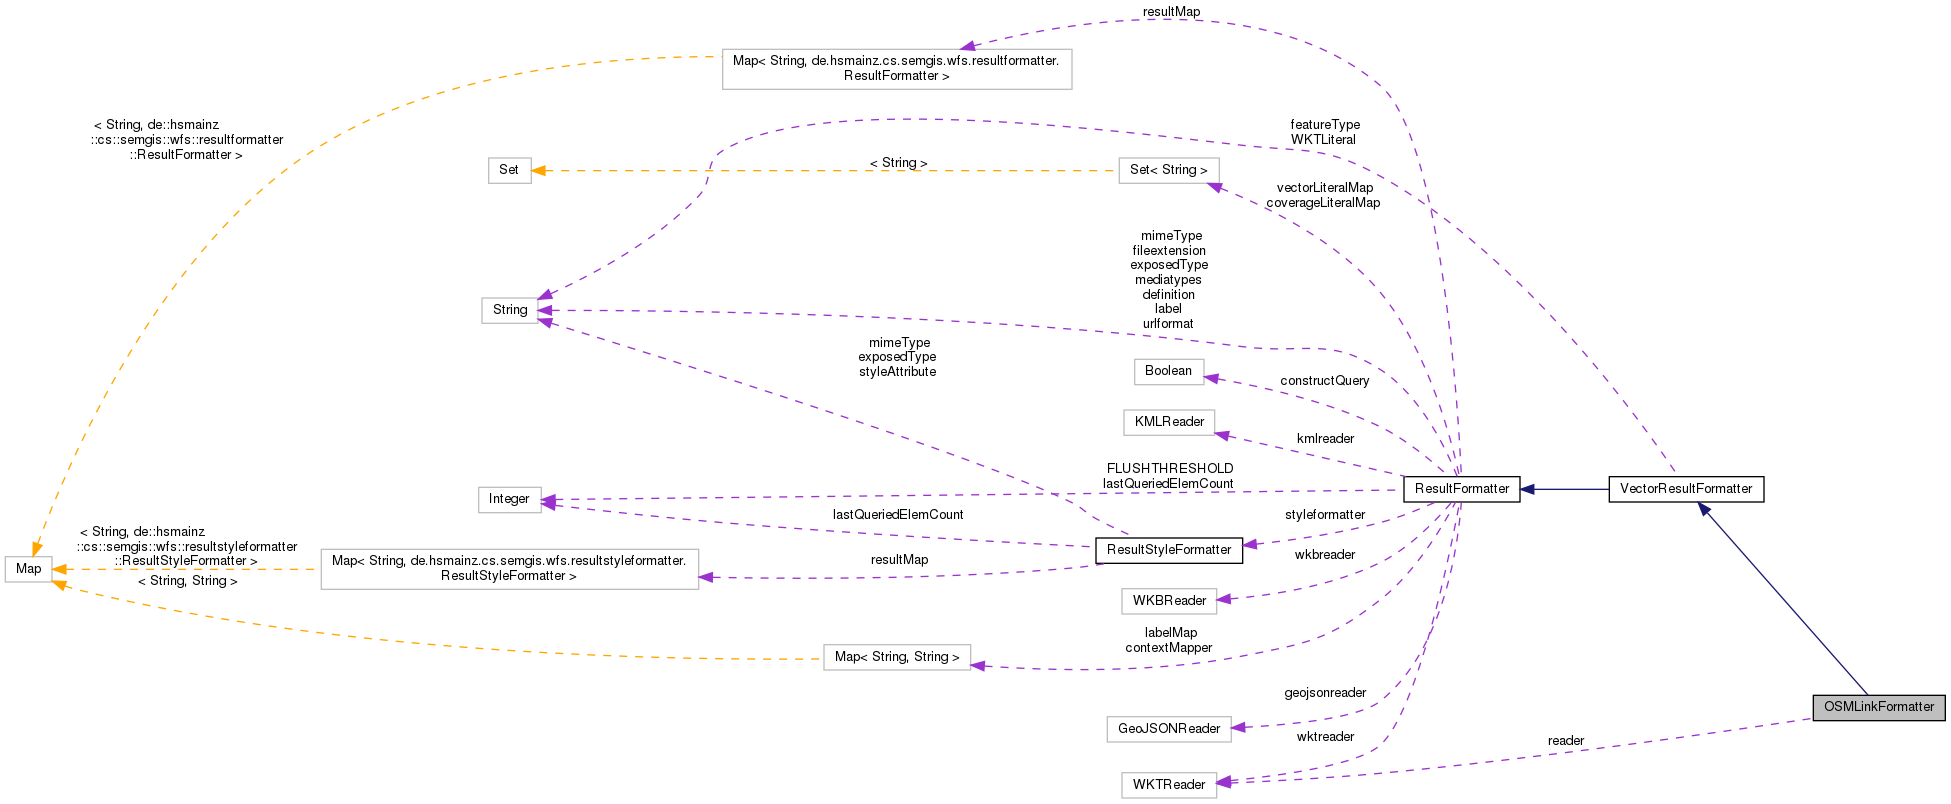 resultMap
Map< String, de.hsmainz.cs.semgis.wfs.resultformatter.
ResultFormatter >
< String, de::hsmainz
::cs::semgis::wfs::resultformatter
::ResultFormatter >
featureType
WKTLiteral
Set
< String >
Set< String >
vectorLiteralMap
coverageLiteralMap
mimeType
fileextension
exposedType
mediatypes
definition
label
urlformat
String
mimeType
exposedType
styleAttribute
Boolean
constructQuery
KMLReader
kmlreader
FLUSHTHRESHOLD
lastQueriedElemCount
Integer
ResultFormatter
VectorResultFormatter
lastQueriedElemCount
styleformatter
ResultStyleFormatter
< String, de::hsmainz
::cs::semgis::wfs::resultstyleformatter
::ResultStyleFormatter >
Map
< String, String >
Map< String, de.hsmainz.cs.semgis.wfs.resultstyleformatter.
ResultStyleFormatter >
resultMap
wkbreader
WKBReader
labelMap
contextMapper
Map< String, String >
geojsonreader
GeoJSONReader
OSMLinkFormatter
wktreader
reader
WKTReader